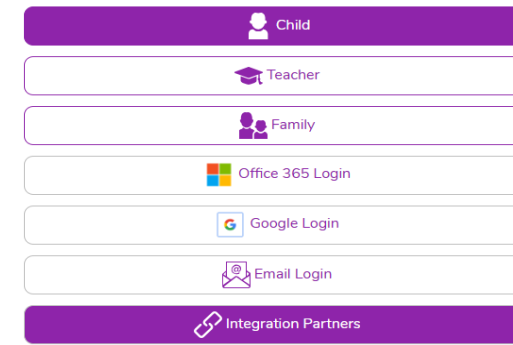 Child
Teacher
Family
Office 365 Login
Google Login
Email Login
Integration Partners